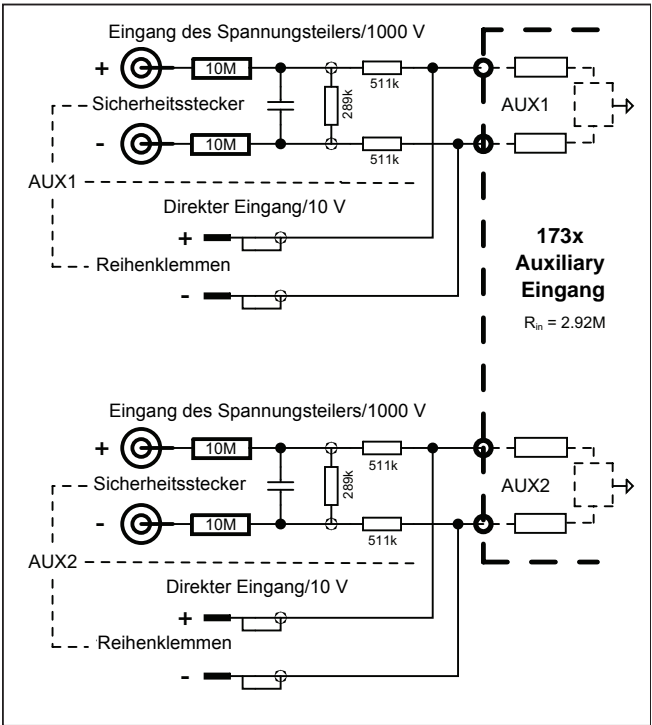 Eingang des Spannungsteilers/1000 V
+ 10M 511k
Sicherheitsstecker 289k AUX1
- 10M 511k
AUX1
Direkter Eingang/10 V
+
Reihenklemmen
-
173x
Auxiliary
Eingang
Rin = 2.92M
Eingang des Spannungsteilers/1000 V
+ 10M 511k
Sicherheitsstecker 289k AUX2
- 10M 511k
AUX2
Direkter Eingang/10 V
+
Reihenklemmen
-